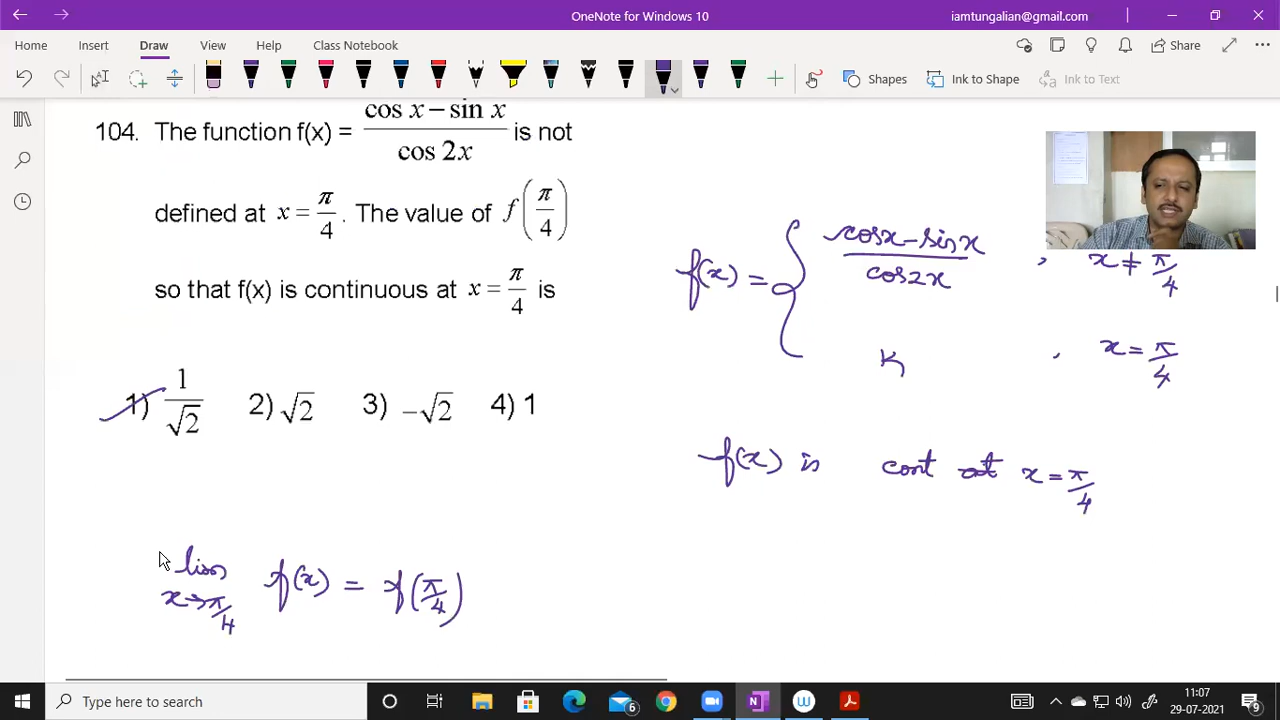 OneNote for Windows 10
iamtungalian@gmail.com
Home Insert Draw View Help Class Notebook
Share
Shapes Ink to Shape Ink to Text
104. The function f(x) = (cos x − sin x)/(cos 2x) is not
defined at x = π/4 . The value of f(π/4)
so that f(x) is continuous at x = π/4 is
1) 1/√2 2) √2 3) −√2 4) 1
f(x) = { (cosx − sinx)/(cos2x) , x ≠ π/4
K , x = π/4
f(x) is cont at x = π/4
lim x→π/4 f(x) = f(π/4)
Type here to search
6
W
11:07
29-07-2021
9